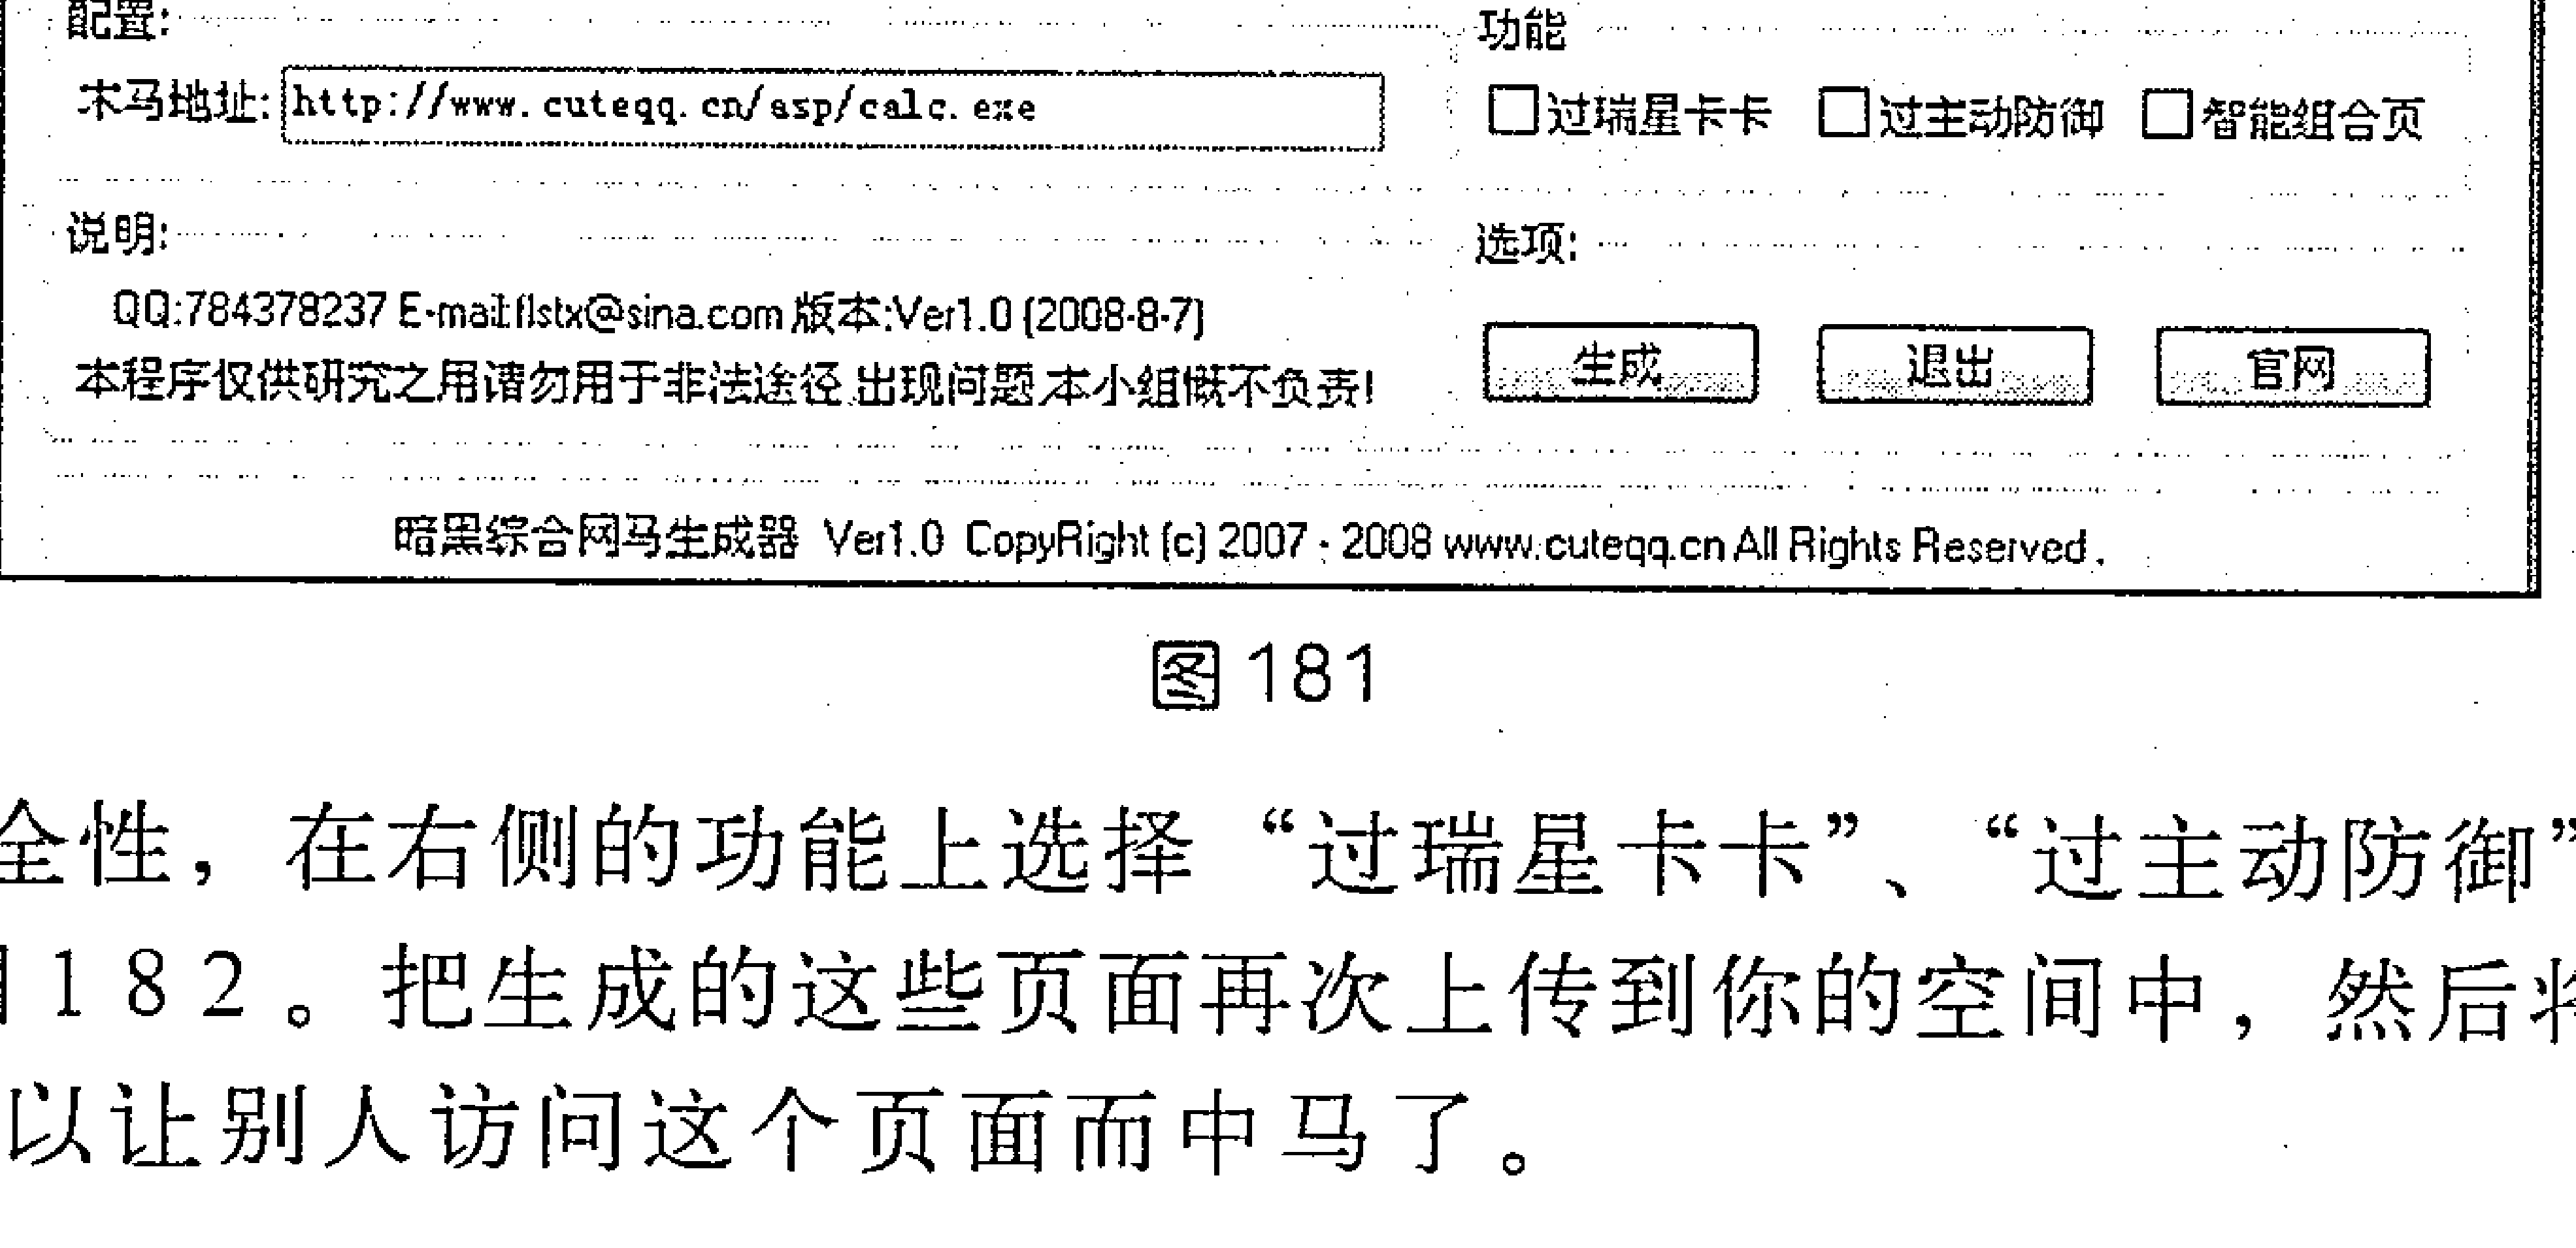 配置:
功能
木马地址: http://www.cuteqq.cn/asp/calc.exe
过瑞星卡卡 过主动防御 智能组合页
说明:
选项:
QQ:784378237 E-mail:flstx@sina.com 版本:Ver1.0 (2008-8-7)
本程序仅供研究之用请勿用于非法途径,出现问题,本小组慨不负责!
生成 退出 官网
暗黑综合网马生成器 Ver1.0 CopyRight (c) 2007 - 2008 www.cuteqq.cn All Rights Reserved .
图 181
全性，在右侧的功能上选择“过瑞星卡卡”、“过主动防御”
182。把生成的这些页面再次上传到你的空间中，然后将
以让别人访问这个页面而中马了。